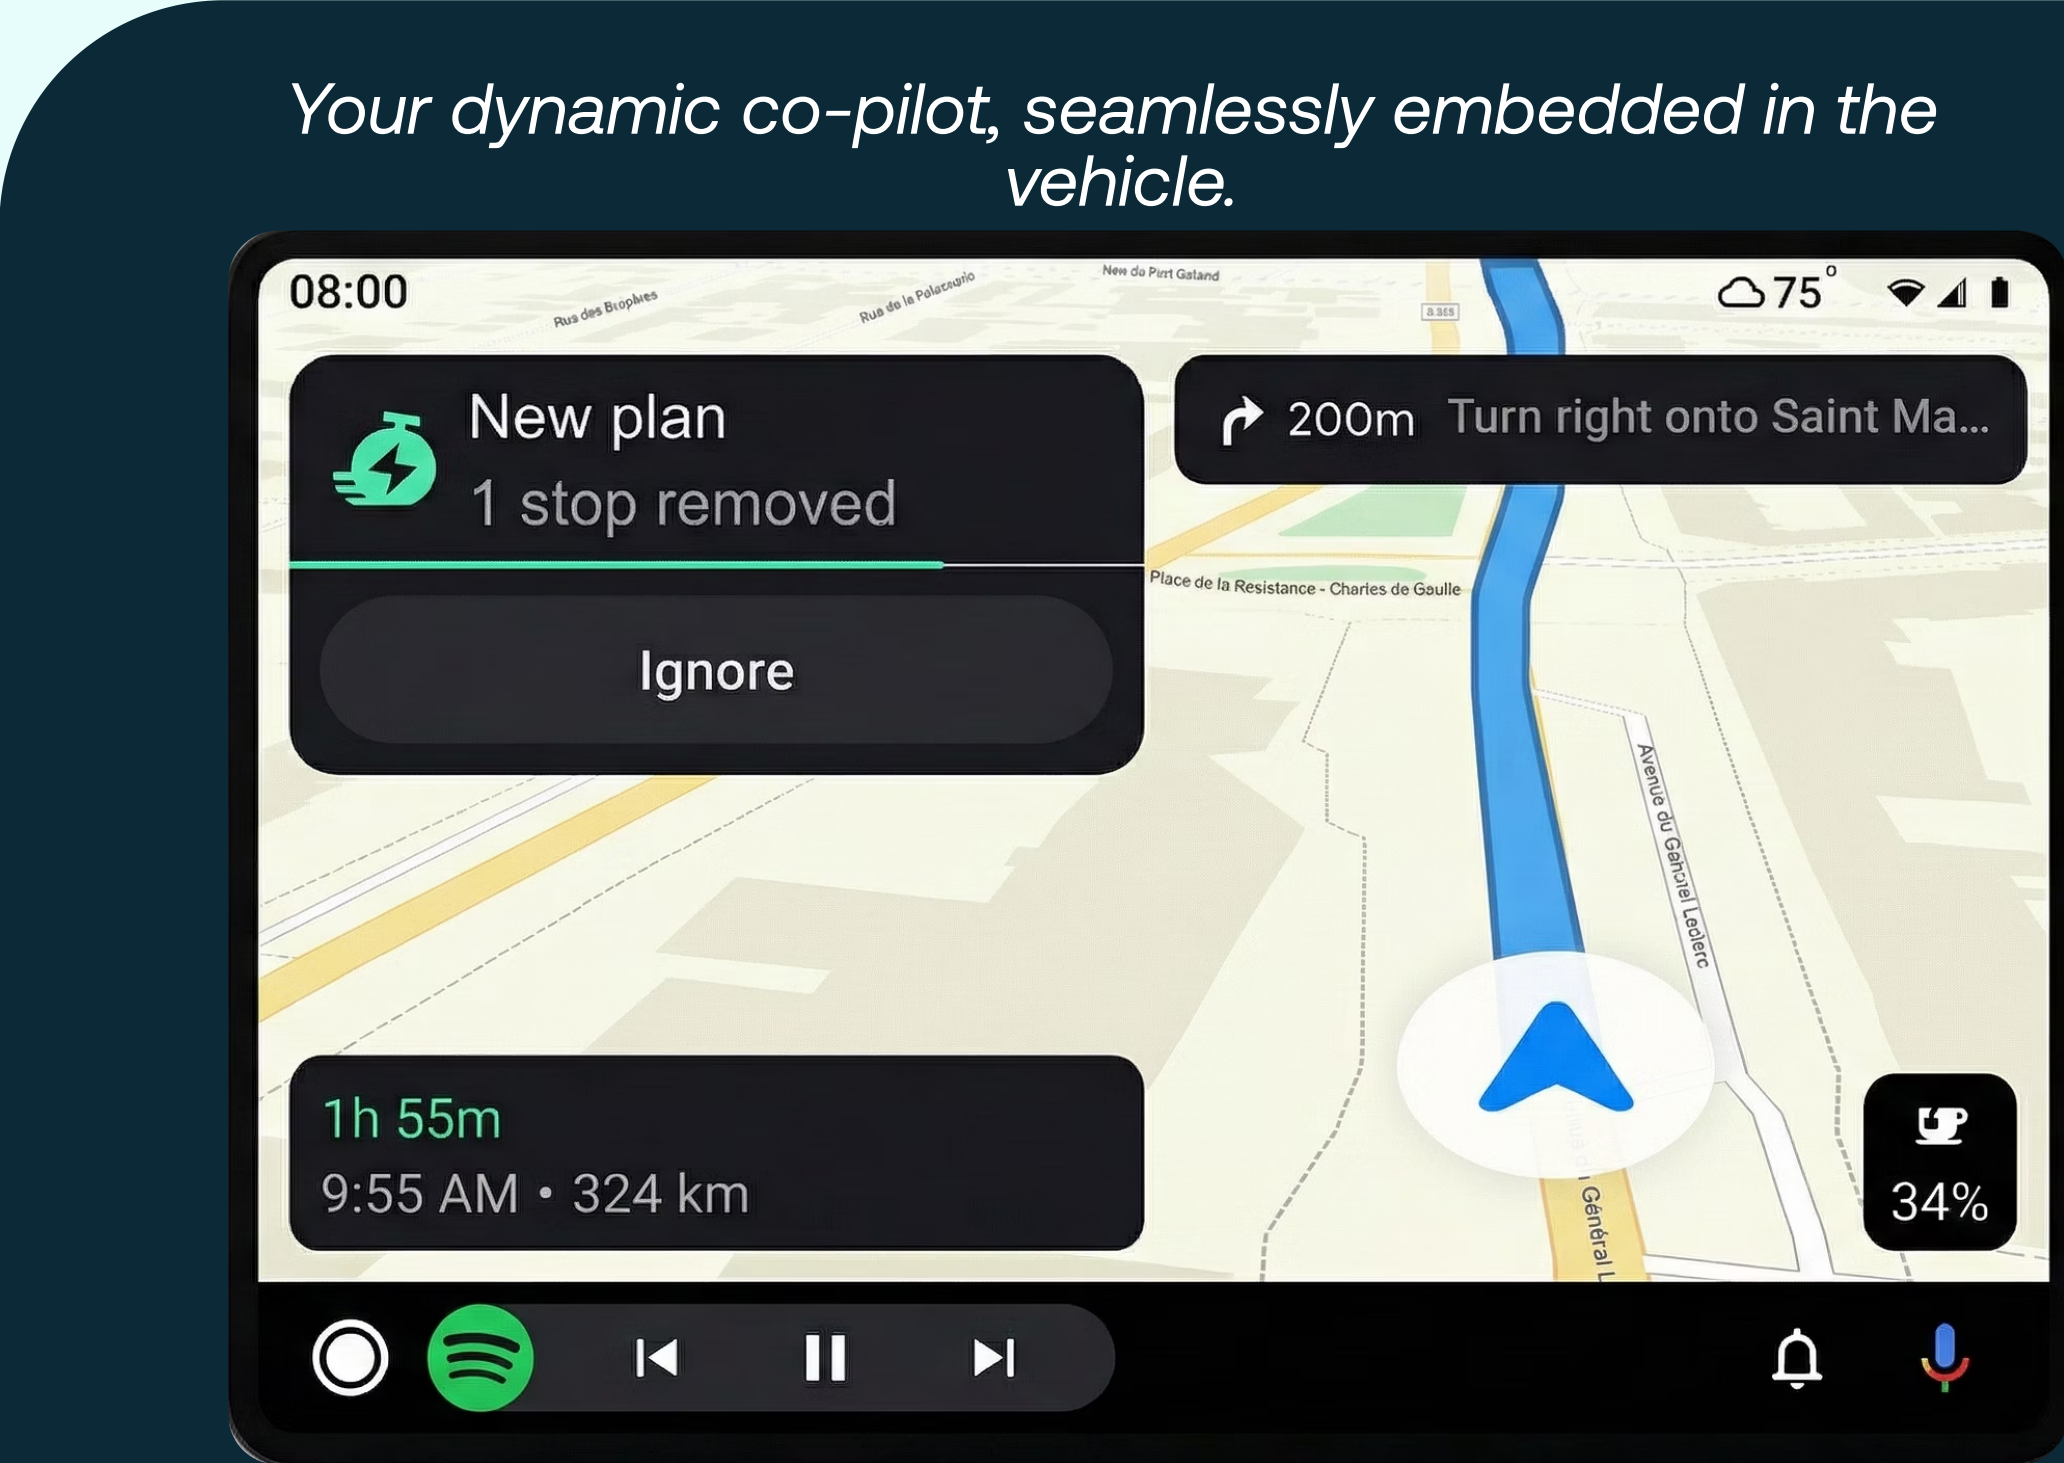 Your dynamic co-pilot, seamlessly embedded in the
vehicle.
08:00
75°
New plan
1 stop removed
Ignore
200m Turn right onto Saint Ma...
Place de la Resistance - Charles de Gaulle
Avenue du Leclerc
Général L
1h 55m
9:55 AM • 324 km
34%